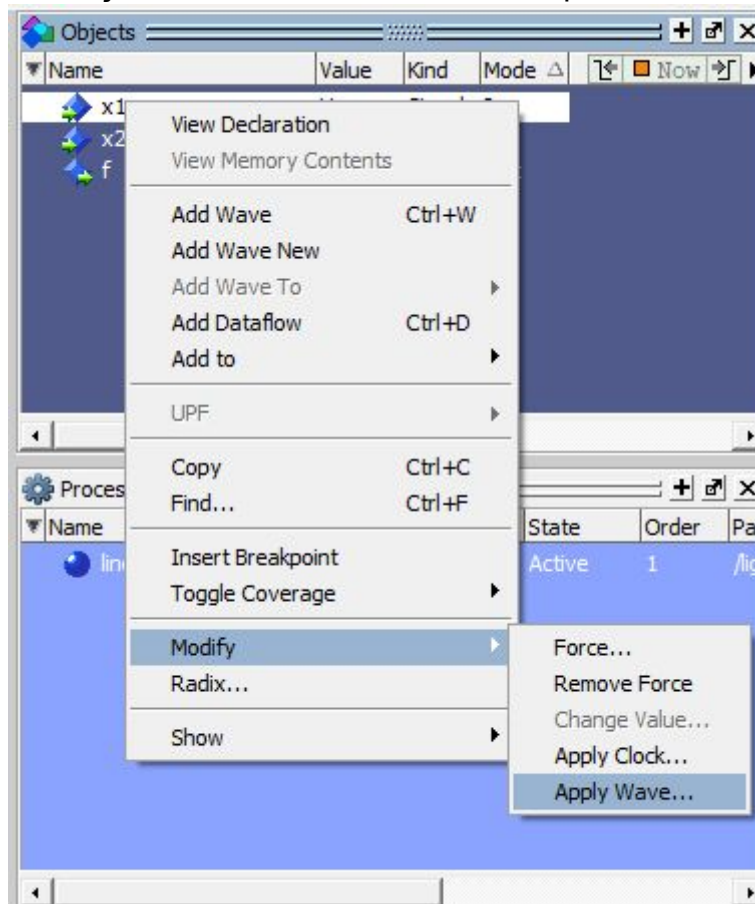 Objects
Name Value Kind Mode Now
x1
x2
f
View Declaration
View Memory Contents
Add Wave Ctrl+W
Add Wave New
Add Wave To
Add Dataflow Ctrl+D
Add to
UPF
Copy Ctrl+C
Find... Ctrl+F
Insert Breakpoint
Toggle Coverage
Modify
Radix...
Show
Proces
Name State Order Pa
lin Active 1 /lig
Force...
Remove Force
Change Value...
Apply Clock...
Apply Wave...